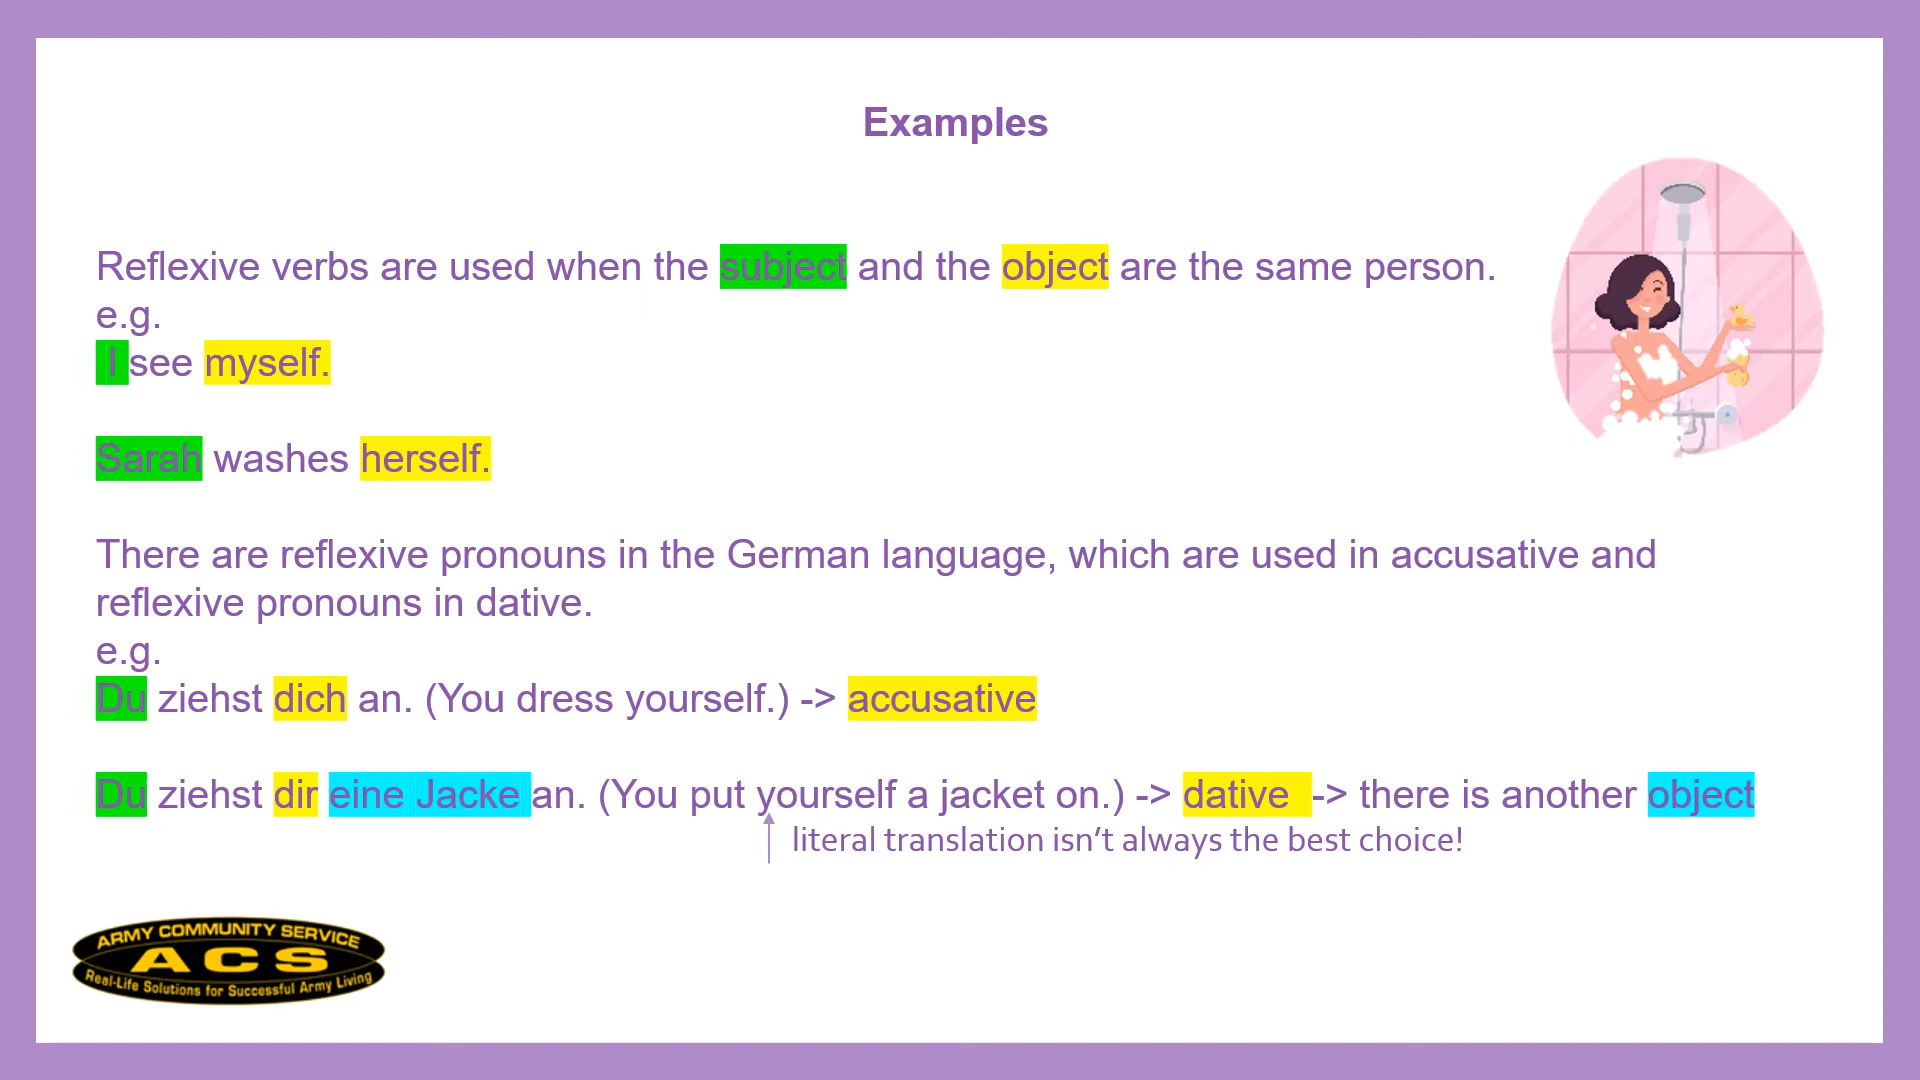 Examples
Reflexive verbs are used when the subject and the object are the same person.
e.g.
I see myself.
Sarah washes herself.
There are reflexive pronouns in the German language, which are used in accusative and
reflexive pronouns in dative.
e.g.
Du ziehst dich an. (You dress yourself.) -> accusative
Du ziehst dir eine Jacke an. (You put yourself a jacket on.) -> dative -> there is another object
literal translation isn’t always the best choice!
ARMY COMMUNITY SERVICE
ACS
Real-Life Solutions for Successful Army Living